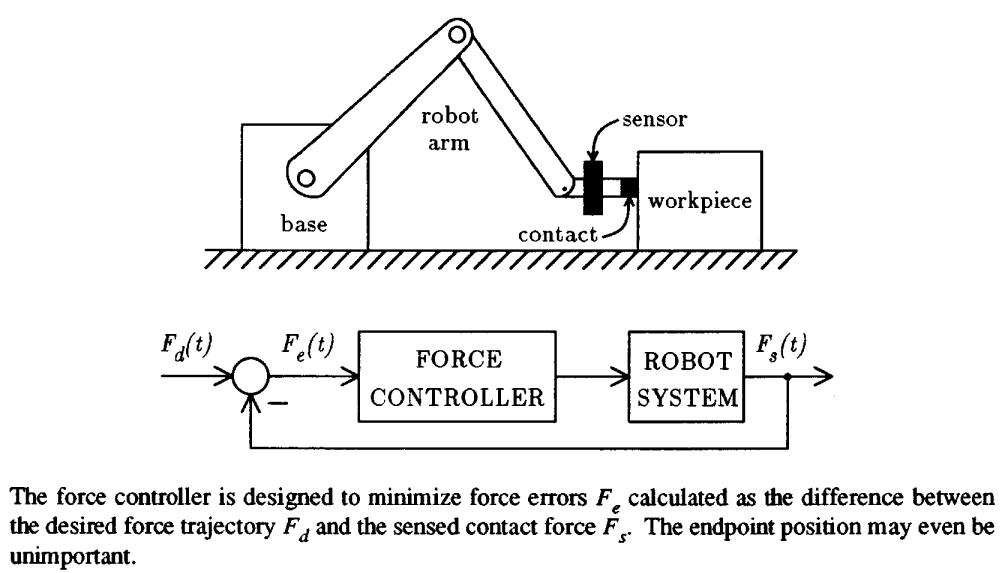 robot
arm
sensor
base
contact
workpiece
F_d(t)
F_e(t)
FORCE
CONTROLLER
ROBOT
SYSTEM
F_s(t)
−
The force controller is designed to minimize force errors F_e calculated as the difference between
the desired force trajectory F_d and the sensed contact force F_s. The endpoint position may even be
unimportant.